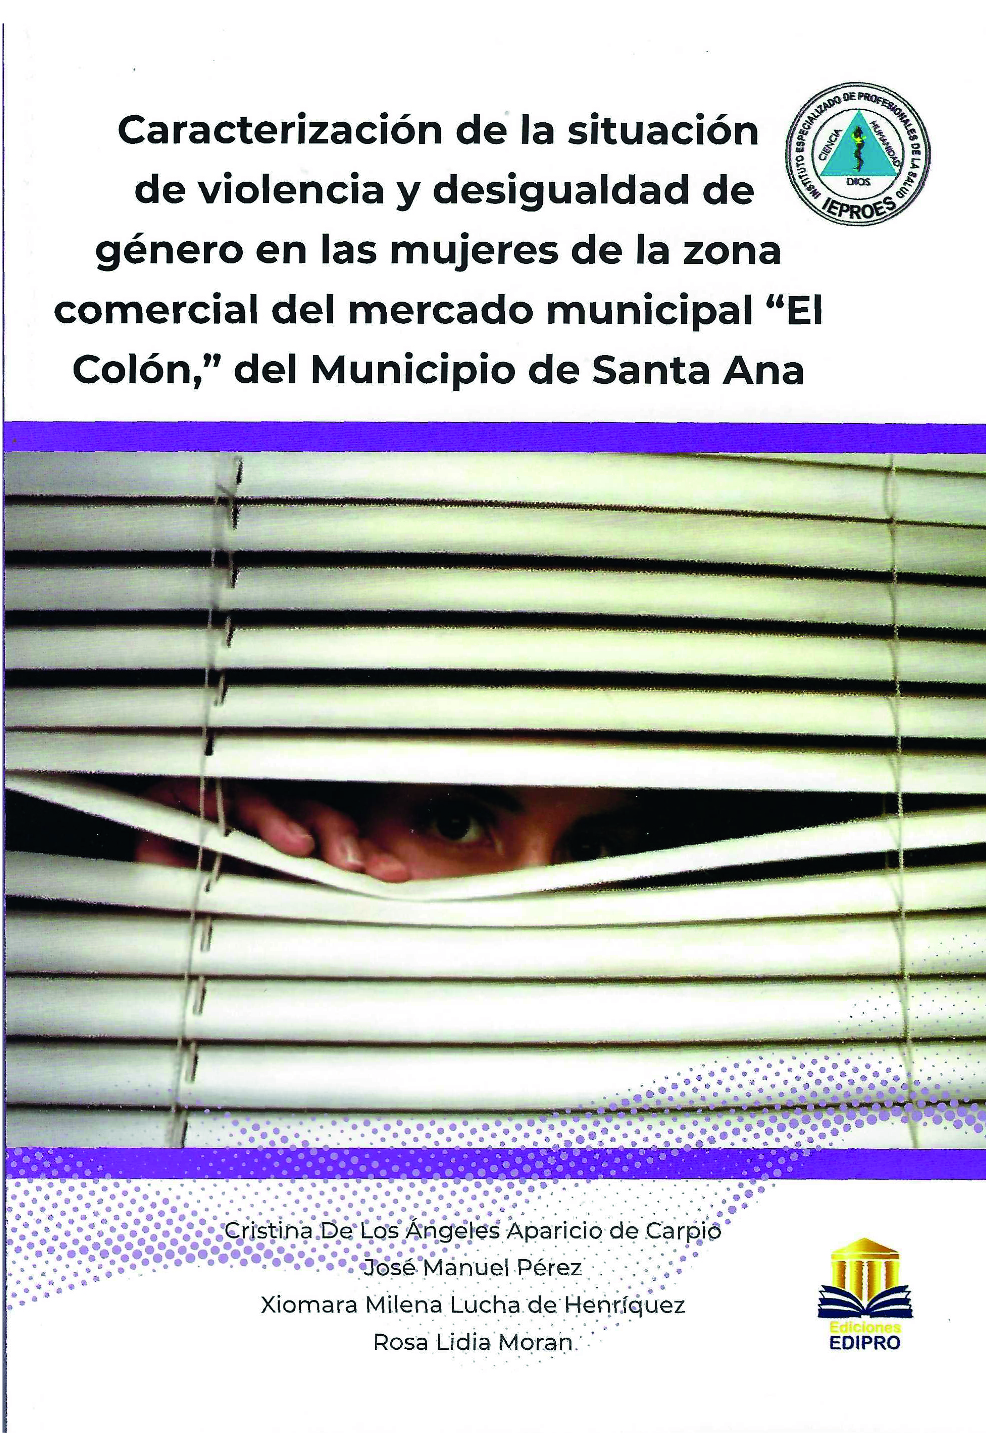 Caracterización de la situación
de violencia y desigualdad de
género en las mujeres de la zona
comercial del mercado municipal “El
Colón,” del Municipio de Santa Ana
INSTITUTO ESPECIALIZADO DE PROFESIONALES DE LA SALUD
CIENCIA
HUMANIDAD
DIOS
IEPROES
Cristina De Los Ángeles Aparicio de Carpio
José Manuel Pérez
Xiomara Milena Lucha de Henríquez
Rosa Lidia Moran
Ediciones
EDIPRO